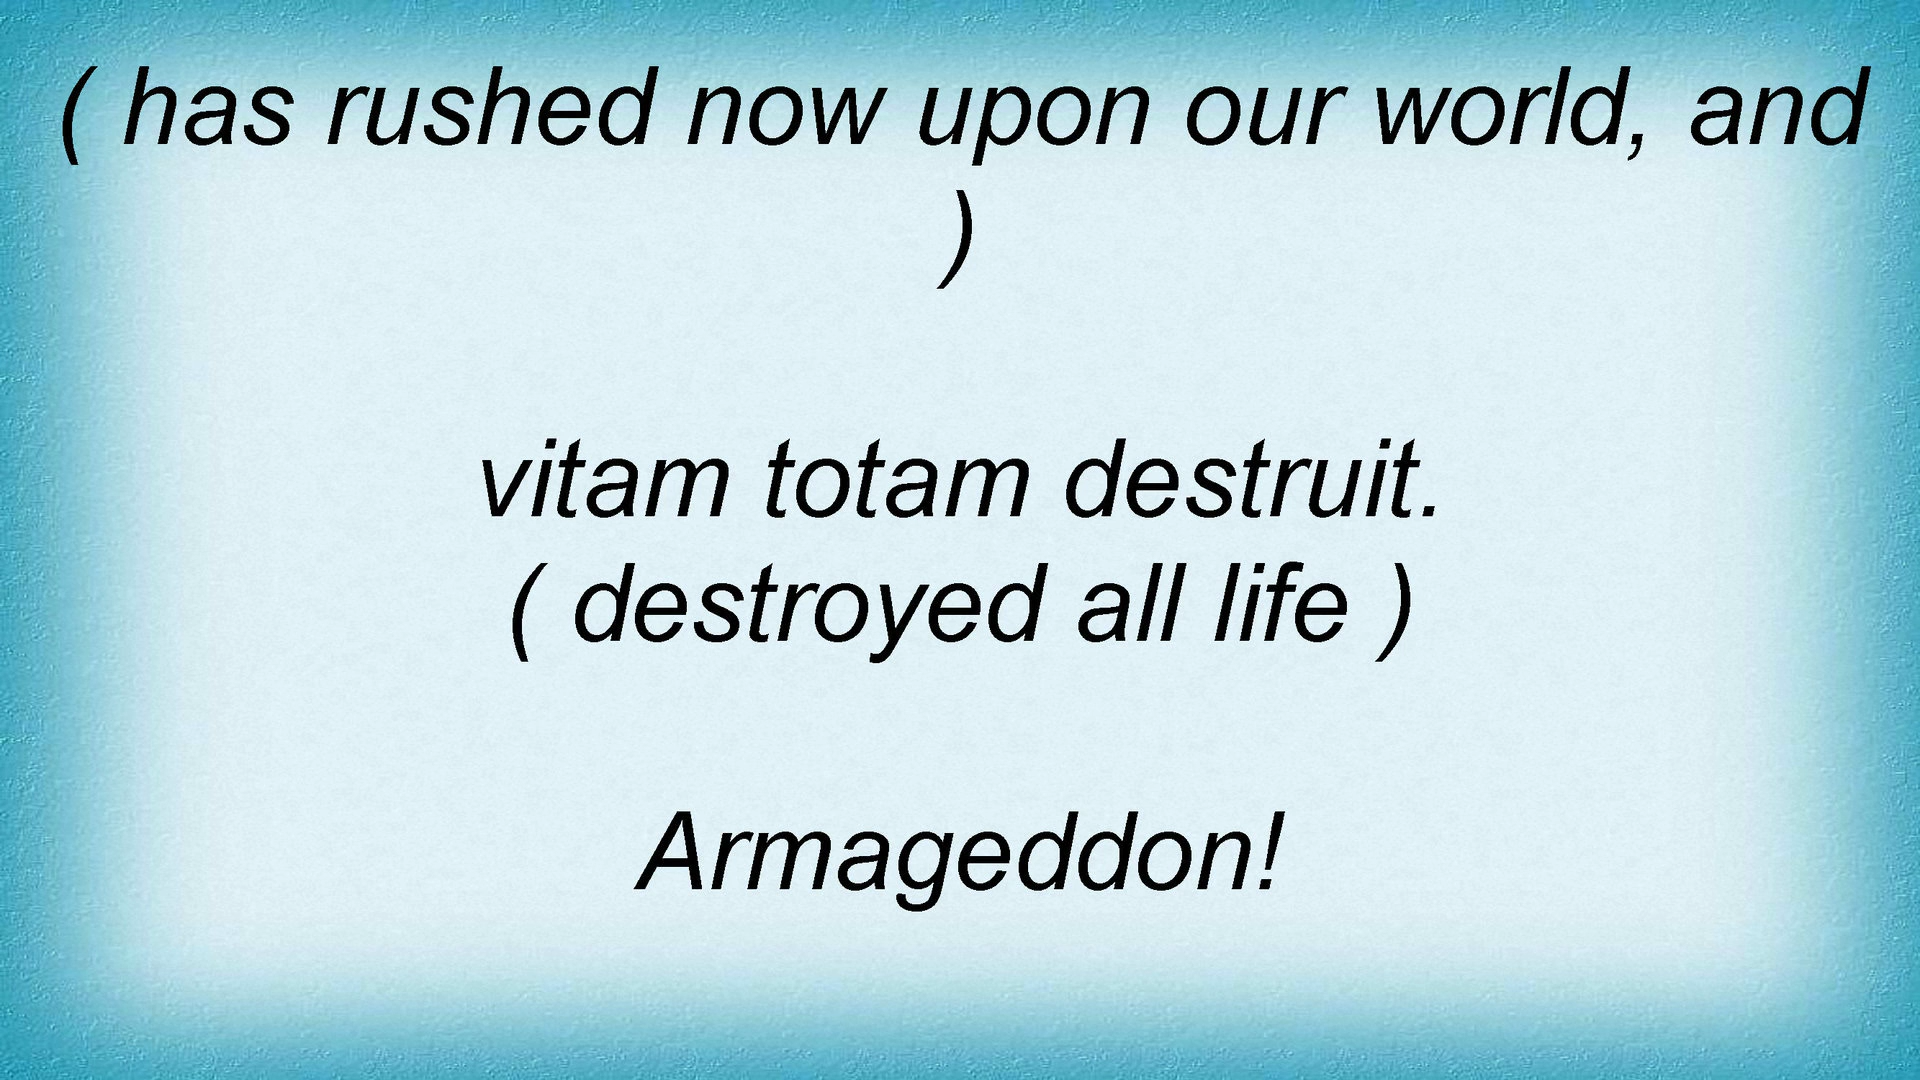 ( has rushed now upon our world, and
)
vitam totam destruit.
( destroyed all life )
Armageddon!